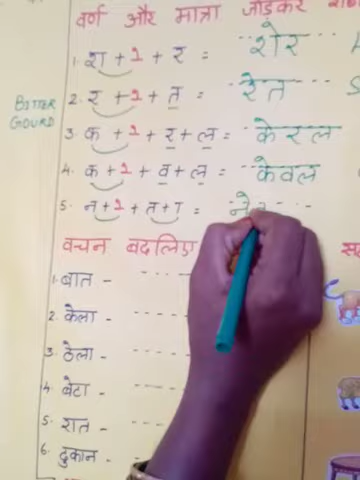 वर्ण और मात्रा जोड़कर
1. श + े + र = शेर
2. र + े + त = रेत
BITTER GOURD
3. क + े + र + ल = केरल
4. क + े + व + ल = केवल
5. न + े + त + ा = ने
वचन बदलिए
1. बात -
2. केला -
3. ठेला -
4. बेटा -
5. रात -
6. दुकान -